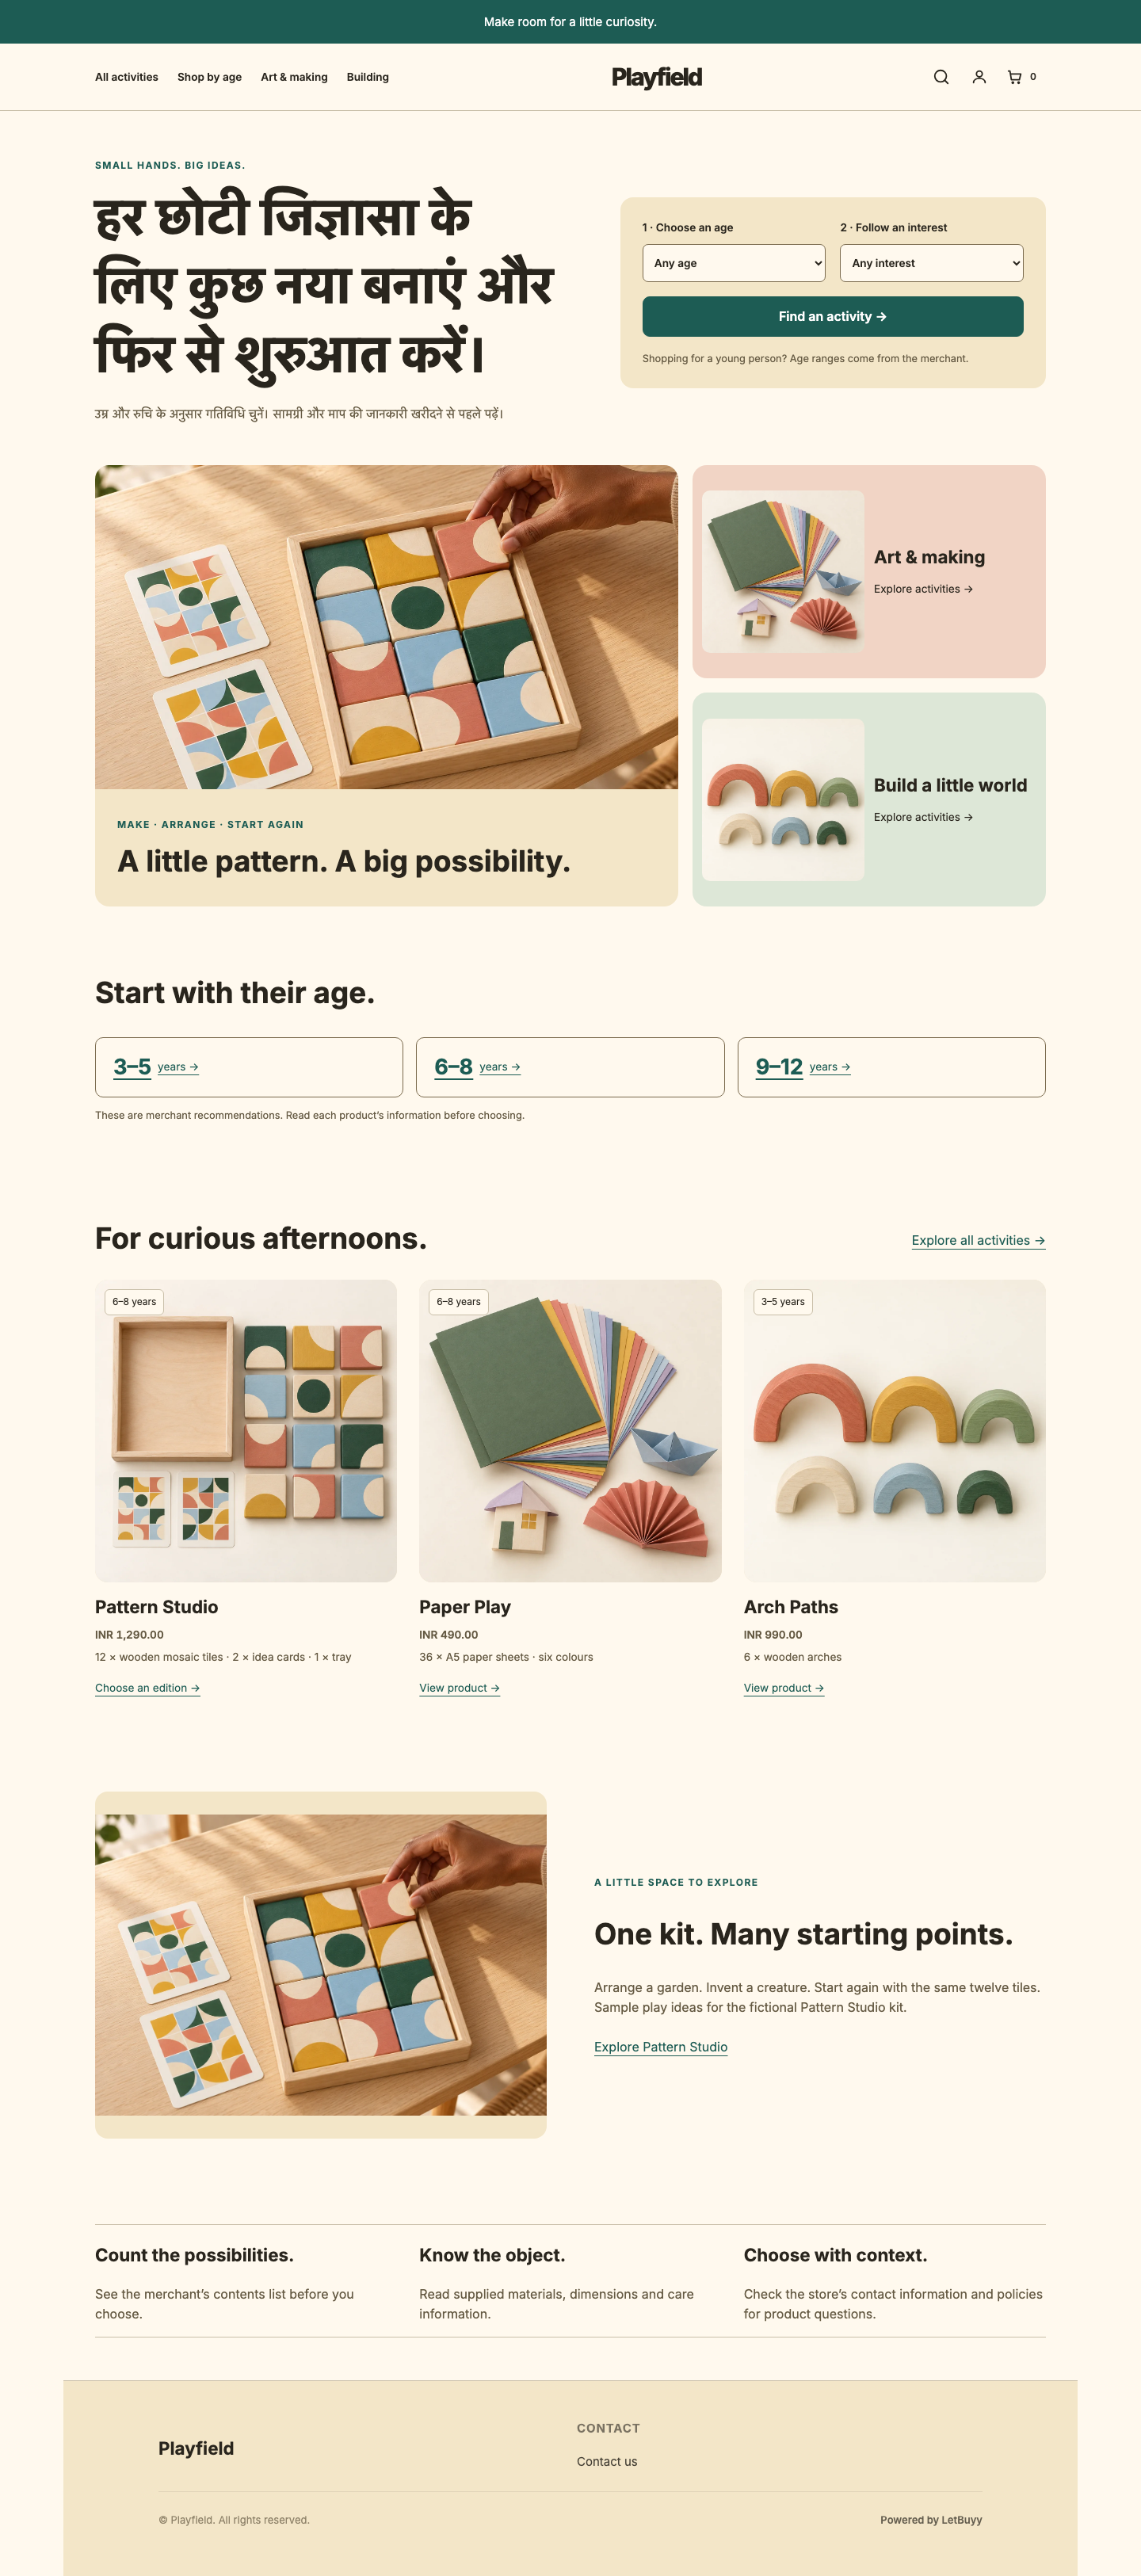 Make room for a little curiosity.
All activities Shop by age Art & making Building
Playfield
0
SMALL HANDS. BIG IDEAS.
हर छोटी जिज्ञासा के
लिए कुछ नया बनाएं और
फिर से शुरुआत करें।
उम्र और रुचि के अनुसार गतिविधि चुनें। सामग्री और माप की जानकारी खरीदने से पहले पढ़ें।
1 · Choose an age
Any age
2 · Follow an interest
Any interest
Find an activity →
Shopping for a young person? Age ranges come from the merchant.
MAKE · ARRANGE · START AGAIN
A little pattern. A big possibility.
Art & making
Explore activities →
Build a little world
Explore activities →
Start with their age.
3–5 years →
6–8 years →
9–12 years →
These are merchant recommendations. Read each product’s information before choosing.
For curious afternoons.
Explore all activities →
6–8 years
Pattern Studio
INR 1,290.00
12 × wooden mosaic tiles · 2 × idea cards · 1 × tray
Choose an edition →
6–8 years
Paper Play
INR 490.00
36 × A5 paper sheets · six colours
View product →
3–5 years
Arch Paths
INR 990.00
6 × wooden arches
View product →
A LITTLE SPACE TO EXPLORE
One kit. Many starting points.
Arrange a garden. Invent a creature. Start again with the same twelve tiles.
Sample play ideas for the fictional Pattern Studio kit.
Explore Pattern Studio
Count the possibilities.
See the merchant’s contents list before you
choose.
Know the object.
Read supplied materials, dimensions and care
information.
Choose with context.
Check the store’s contact information and policies
for product questions.
Playfield
CONTACT
Contact us
© Playfield. All rights reserved.
Powered by LetBuyy